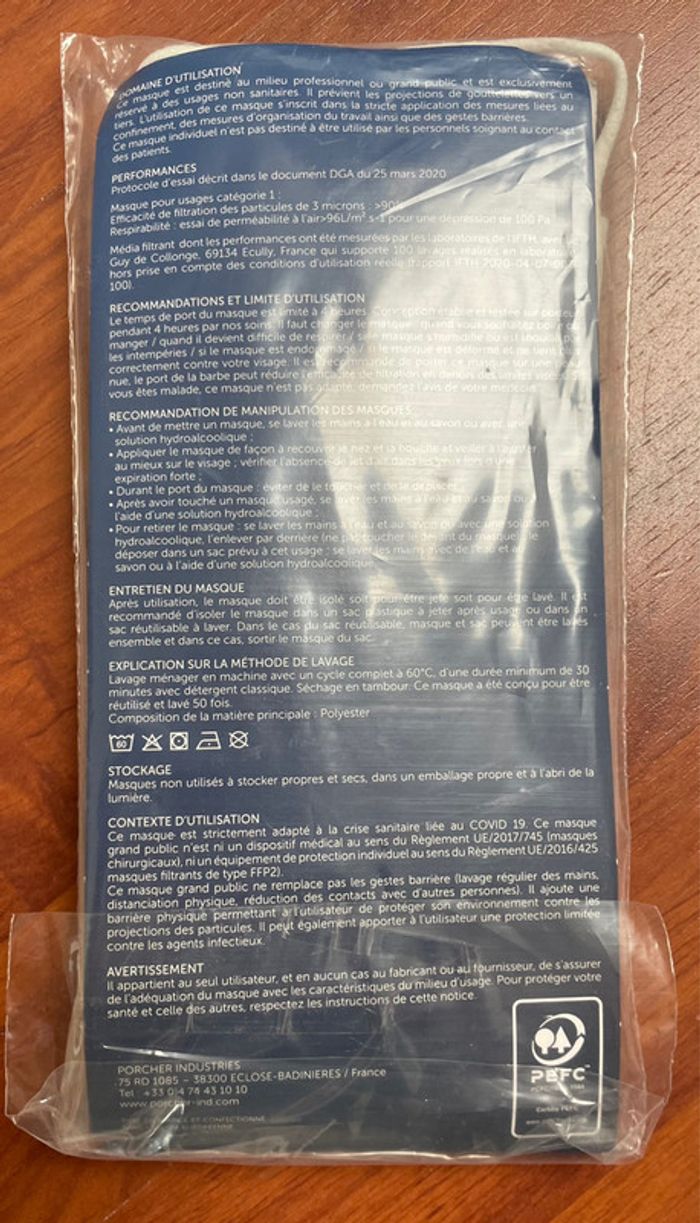 DOMAINE D'UTILISATION
Ce masque est destiné au milieu professionnel ou grand public et est exclusivement
réservé à des usages non sanitaires. Il prévient les projections de gouttelettes vers un
tiers. L'utilisation de ce masque s'inscrit dans la stricte application des mesures liées au
confinement, des mesures d'organisation du travail ainsi que des gestes barrières.
Ce masque individuel n'est pas destiné à être utilisé par les personnels soignant au contact
des patients.
PERFORMANCES
Protocole d'essai décrit dans le document DGA du 25 mars 2020
Masque pour usages catégorie 1 :
Efficacité de filtration des particules de 3 microns : >90%
Respirabilité : essai de perméabilité à l'air>96L/m² s-1 pour une dépression de 100 Pa
Média filtrant dont les performances ont été mesurées par les laboratoires de l'IFTH, avenue
Guy de Collonge, 69134 Ecully, France qui supporte 100 lavages réalisés en laboratoire
hors prise en compte des conditions d'utilisation réelle (rapport IFTH 2020-04-07-
100).
RECOMMANDATIONS ET LIMITE D'UTILISATION
Le temps de port du masque est limité à 4 heures. Conception établie et testée sur porteur
pendant 4 heures par nos soins. Il faut changer le masque : quand vous souhaitez boire ou
manger / quand il devient difficile de respirer / si le masque s'humidifie ou est souillé par
les intempéries / si le masque est endommagé / si le masque est déformé et ne tient plus
correctement contre votre visage. Il est recommandé de porter ce masque sur une peau
nue, le port de la barbe peut réduire l'efficacité de filtration en dehors des limites
vous êtes malade, ce masque n'est pas adapté, demandez l'avis de votre médecin.
RECOMMANDATION DE MANIPULATION DES MASQUES
• Avant de mettre un masque, se laver les mains à l'eau et au savon ou avec une
solution hydroalcoolique ;
• Appliquer le masque de façon à recouvrir le nez et la bouche et veiller à l'ajuster
au mieux sur le visage ; vérifier l'absence de jet d'air dans les yeux lors d'une
expiration forte ;
• Durant le port du masque : éviter de le toucher et de le déplacer ;
• Après avoir touché un masque usagé, se laver les mains à l'eau et au savon ou à
l'aide d'une solution hydroalcoolique ;
• Pour retirer le masque : se laver les mains à l'eau et au savon ou avec une solution
hydroalcoolique, l'enlever par derrière (ne pas toucher le devant du masque), le
déposer dans un sac prévu à cet usage : se laver les mains avec de l'eau et au
savon ou à l'aide d'une solution hydroalcoolique.
ENTRETIEN DU MASQUE
Après utilisation, le masque doit être isolé soit pour être jeté soit pour être lavé. Il est
recommandé d'isoler le masque dans un sac plastique à jeter après usage ou dans un
sac réutilisable à laver. Dans le cas du sac réutilisable, masque et sac peuvent être lavés
ensemble et dans ce cas, sortir le masque du sac.
EXPLICATION SUR LA MÉTHODE DE LAVAGE
Lavage ménager en machine avec un cycle complet à 60°C, d'une durée minimum de 30
minutes avec détergent classique. Séchage en tambour. Ce masque a été conçu pour être
réutilisé et lavé 50 fois.
Composition de la matière principale : Polyester
60
STOCKAGE
Masques non utilisés à stocker propres et secs, dans un emballage propre et à l'abri de la
lumière.
CONTEXTE D'UTILISATION
Ce masque est strictement adapté à la crise sanitaire liée au COVID 19. Ce masque
grand public n'est ni un dispositif médical au sens du Règlement UE/2017/745 (masques
chirurgicaux), ni un équipement de protection individuel au sens du Règlement UE/2016/425
masques filtrants de type FFP2).
Ce masque grand public ne remplace pas les gestes barrière (lavage régulier des mains,
distanciation physique, réduction des contacts avec d'autres personnes). Il ajoute une
barrière physique permettant à l'utilisateur de protéger son environnement contre les
projections des particules. Il peut également apporter à l'utilisateur une protection limitée
contre les agents infectieux.
AVERTISSEMENT
Il appartient au seul utilisateur, et en aucun cas au fabricant ou au fournisseur, de s'assurer
de l'adéquation du masque avec les caractéristiques du milieu d'usage. Pour protéger votre
santé et celle des autres, respectez les instructions de cette notice.
PORCHER INDUSTRIES
75 RD 1085 – 38300 ECLOSE-BADINIERES / France
Tel : +33 0 4 74 43 10 10
www.porcher-ind.com
PEFC™
Certifié PEFC